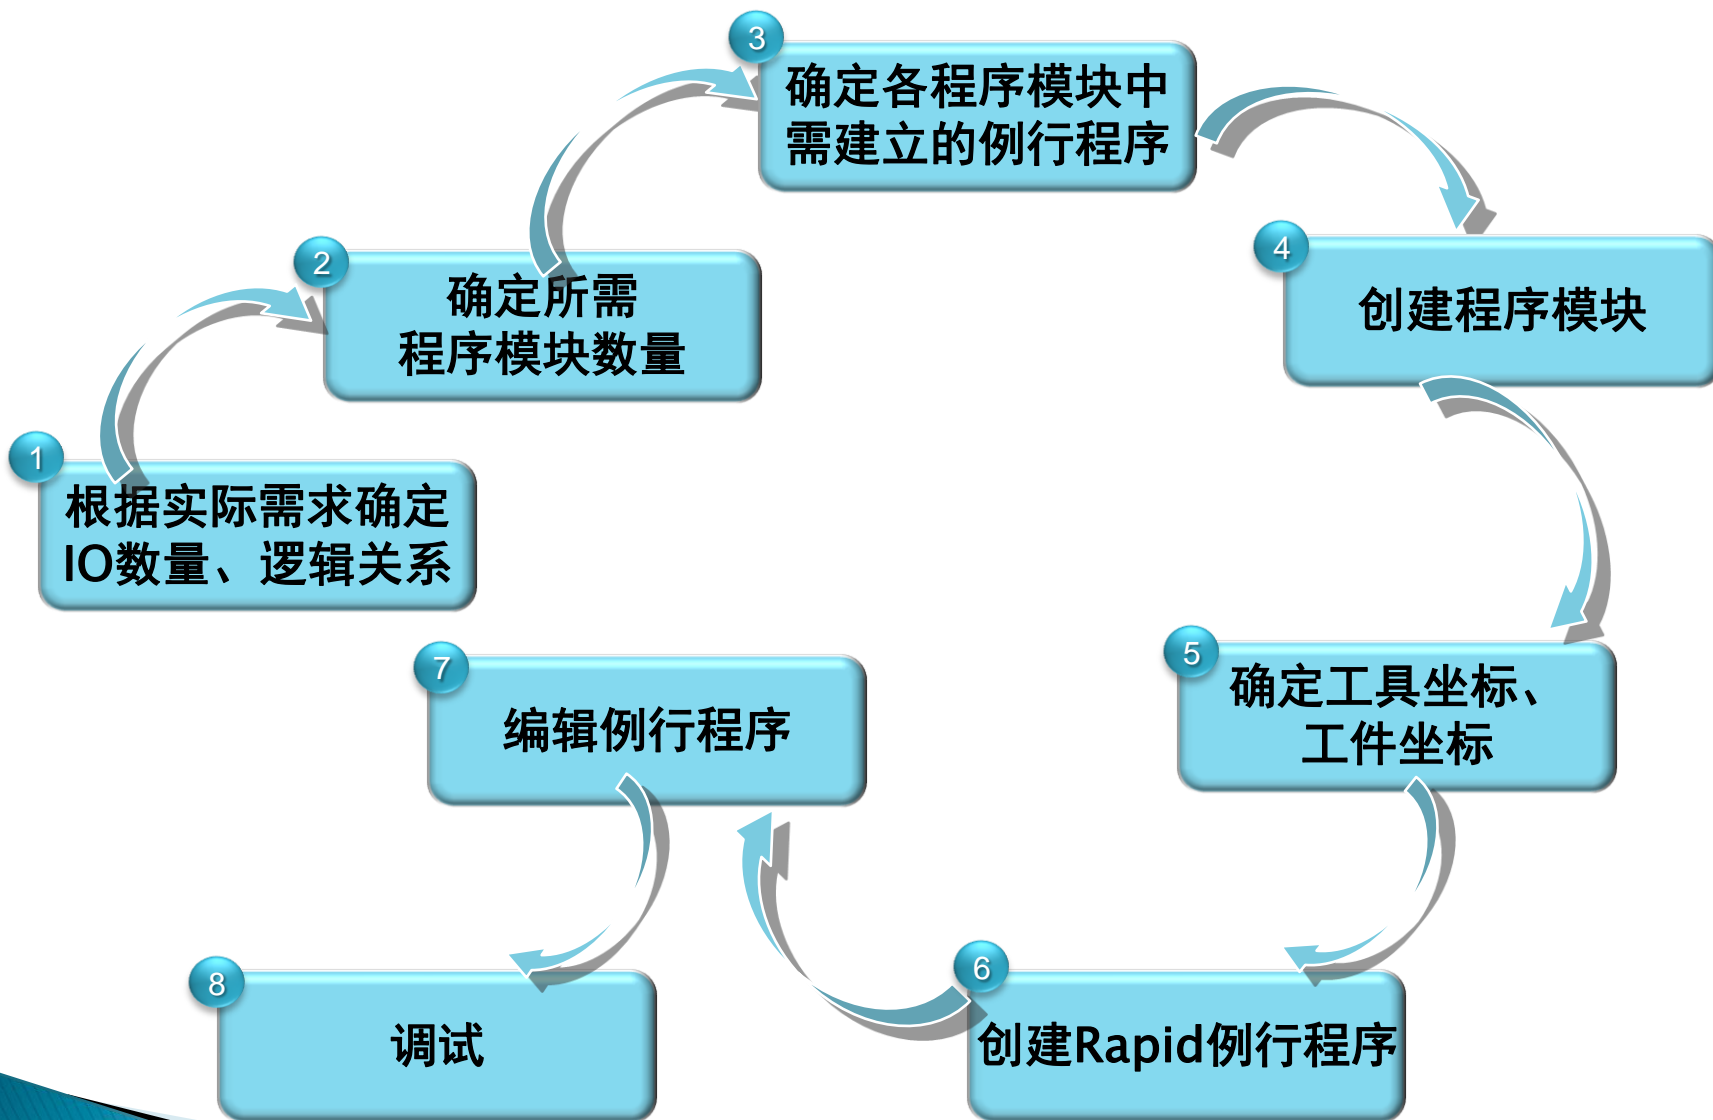 1
根据实际需求确定
IO数量、逻辑关系
2
确定所需
程序模块数量
3
确定各程序模块中
需建立的例行程序
4
创建程序模块
5
确定工具坐标、
工件坐标
6
创建Rapid例行程序
7
编辑例行程序
8
调试